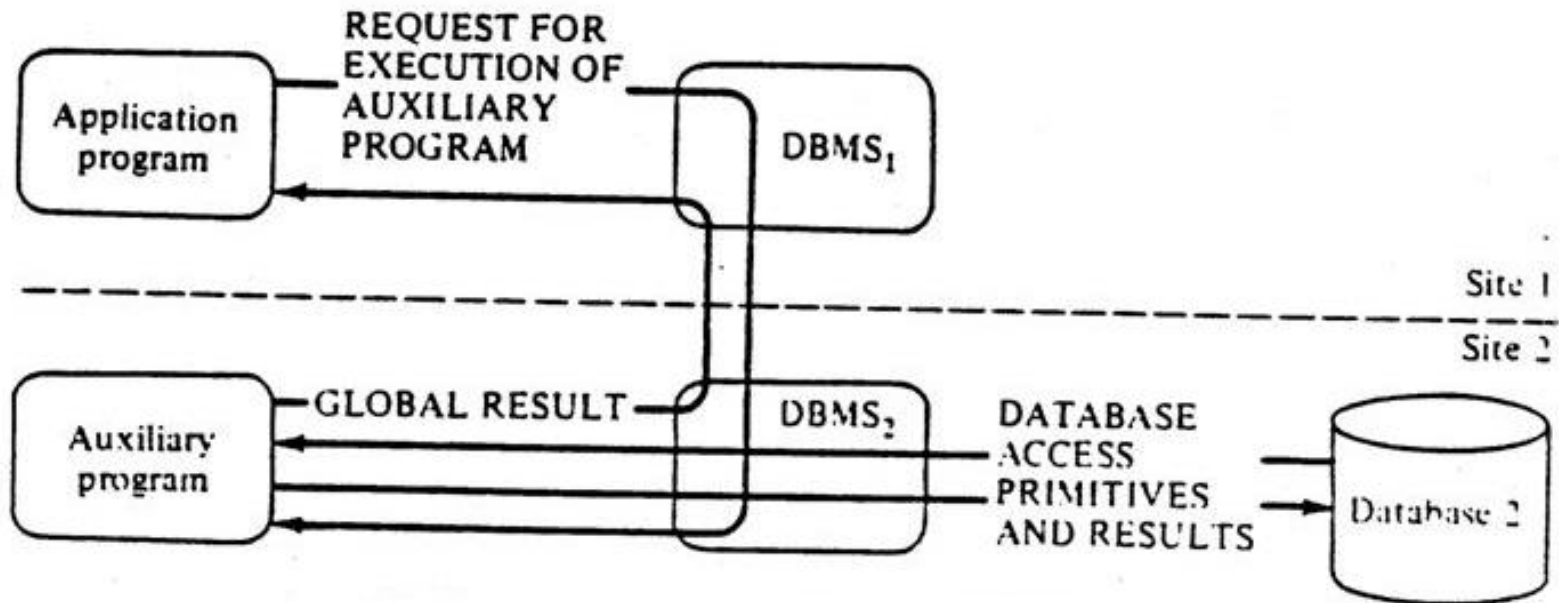 REQUEST FOR
EXECUTION OF
AUXILIARY
PROGRAM
Application
program
DBMS₁
Site 1
Site 2
GLOBAL RESULT
Auxiliary
program
DBMS₂
DATABASE
ACCESS
PRIMITIVES
AND RESULTS
Database 2